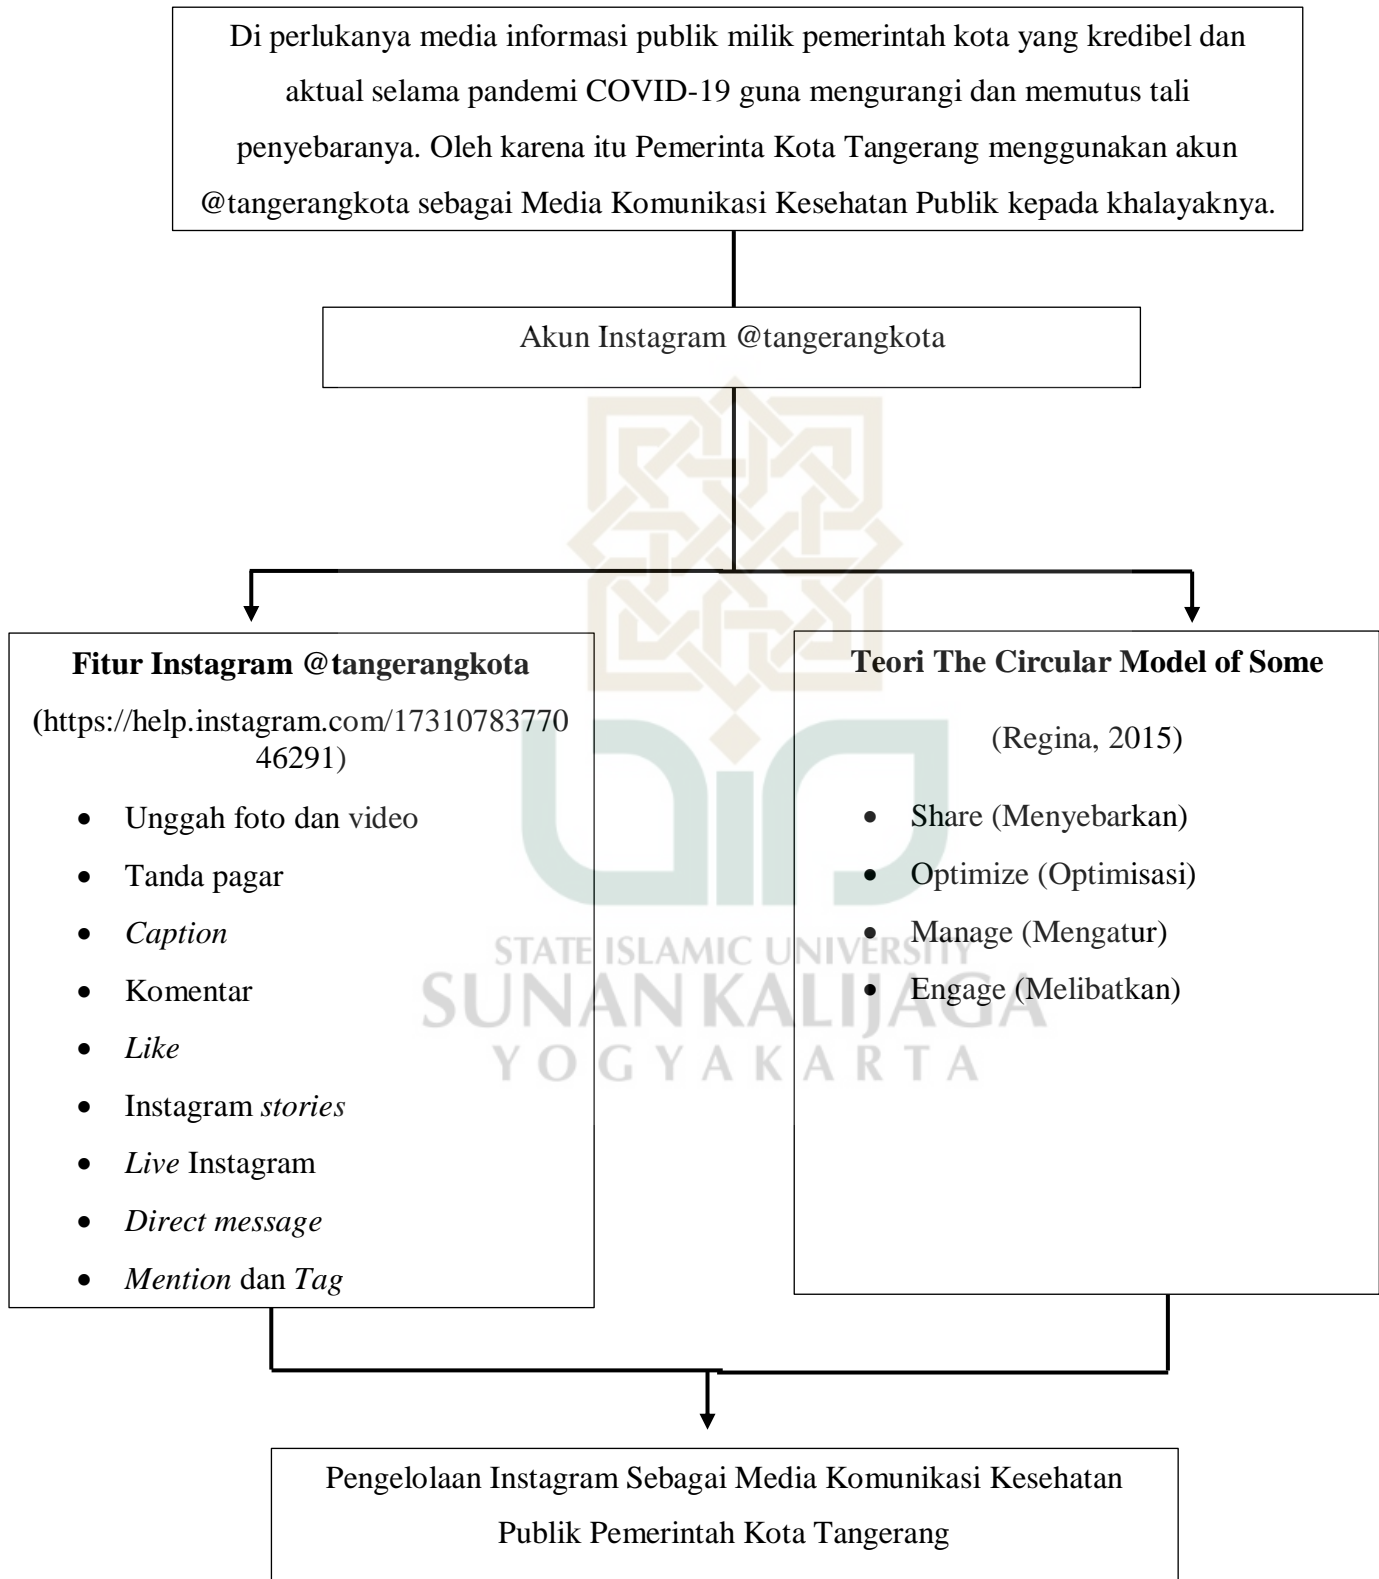 Di perlukanya media informasi publik milik pemerintah kota yang kredibel dan
aktual selama pandemi COVID-19 guna mengurangi dan memutus tali
penyebaranya. Oleh karena itu Pemerinta Kota Tangerang menggunakan akun
@tangerangkota sebagai Media Komunikasi Kesehatan Publik kepada khalayaknya.
Akun Instagram @tangerangkota
Fitur Instagram @tangerangkota
(https://help.instagram.com/17310783770
46291)
• Unggah foto dan video
• Tanda pagar
• Caption
• Komentar
• Like
• Instagram stories
• Live Instagram
• Direct message
• Mention dan Tag
Teori The Circular Model of Some
(Regina, 2015)
• Share (Menyebarkan)
• Optimize (Optimisasi)
• Manage (Mengatur)
• Engage (Melibatkan)
STATE ISLAMIC UNIVERSITY
SUNAN KALIJAGA
YOGYAKARTA
Pengelolaan Instagram Sebagai Media Komunikasi Kesehatan
Publik Pemerintah Kota Tangerang